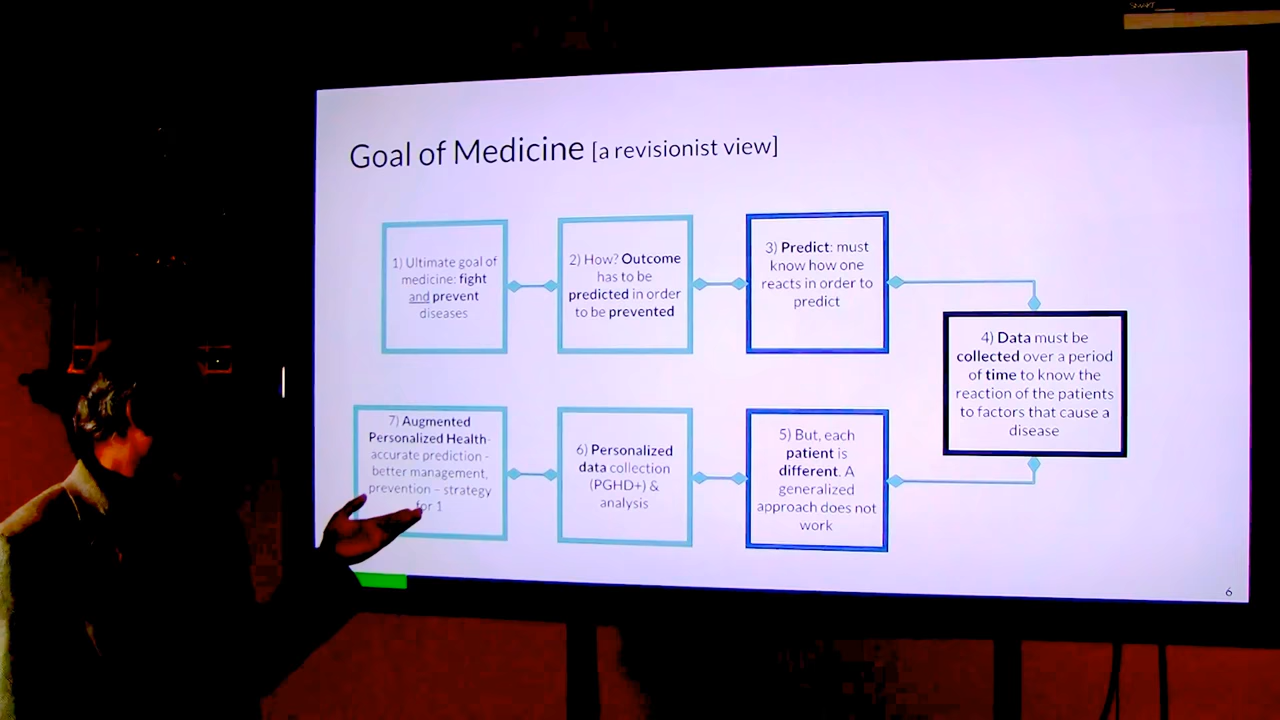 SMART
Goal of Medicine [a revisionist view]
1) Ultimate goal of
medicine: fight
and prevent
diseases
2) How? Outcome
has to be
predicted in order
to be prevented
3) Predict: must
know how one
reacts in order to
predict
4) Data must be
collected over a period
of time to know the
reaction of the patients
to factors that cause a
disease
5) But, each
patient is
different. A
generalized
approach does not
work
6) Personalized
data collection
(PGHD+) &
analysis
7) Augmented
Personalized Health-
accurate prediction -
better management,
prevention – strategy
for 1
6